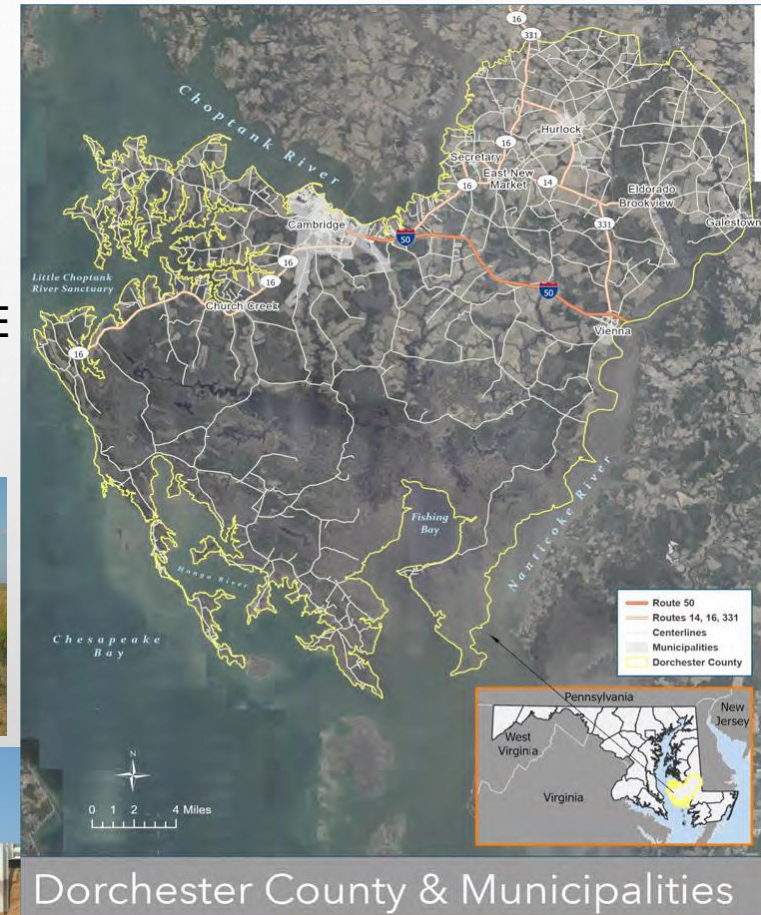 16
331
Choptank River
Hurlock
16
Secretary
East New
Market
16
14
Eldorado
Brookview
331
Galestown
Cambridge
50
16
16
50
Little Choptank
River Sanctuary
Church Creek
Vienna
16
E
Fishing
Bay
Nanticoke River
Honga River
Chesapeake
Bay
Route 50
Routes 14, 16, 331
Centerlines
Municipalities
Dorchester County
Pennsylvania
New
Jersey
West
Virginia
Virginia
N
0 1 2 4 Miles
Dorchester County & Municipalities